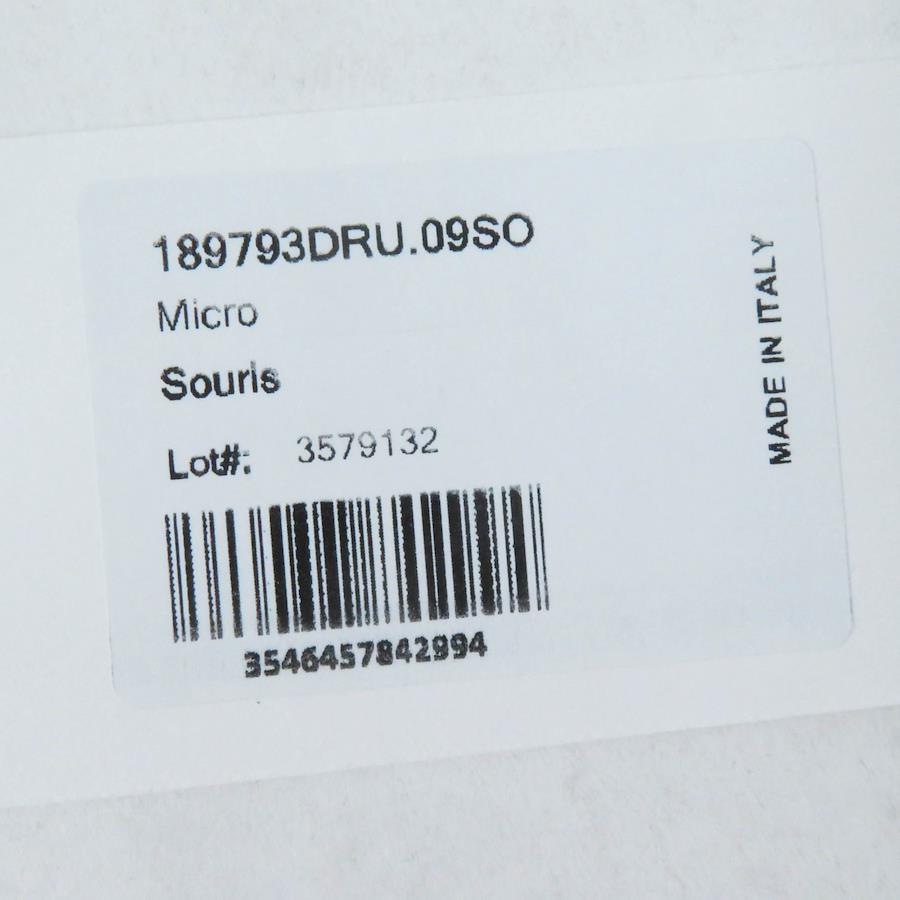 189793DRU.09SO
Micro
Souris
Lot#: 3579132
3546457842994
MADE IN ITALY